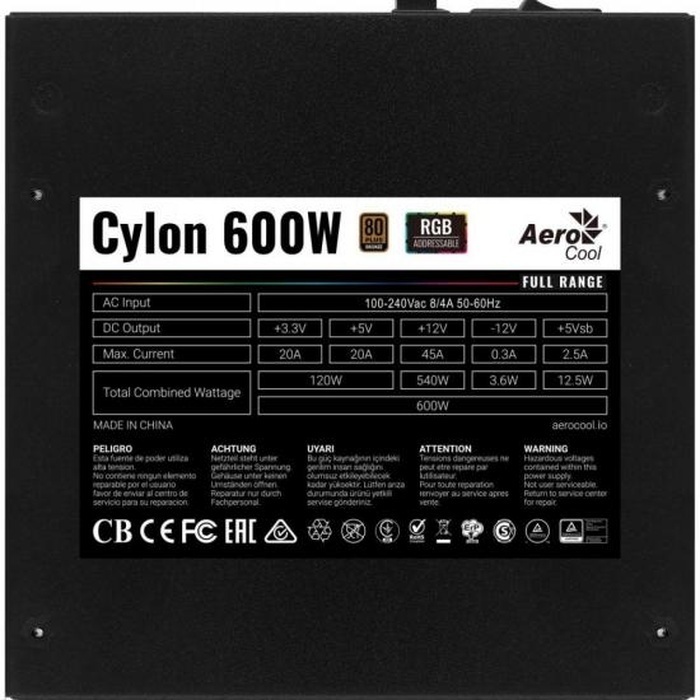 Cylon 600W
80
PLUS
BRONZE
RGB
ADDRESSABLE
Aero
Cool
FULL RANGE
AC Input 100-240Vac 8/4A 50-60Hz
DC Output +3.3V +5V +12V -12V +5Vsb
Max. Current 20A 20A 45A 0.3A 2.5A
Total Combined Wattage 120W 540W 3.6W 12.5W
600W
MADE IN CHINA aerocool.io
PELIGRO
Esta fuente de poder utiliza
alta tension.
No contiene ningun elemento
reparable por el usuario
favor de enviar al centro de
servicio para su reparacion.
ACHTUNG
Netzteil steht unter
gefährlicher Spannung.
Gehäuse unter keinen
Umständen öffnen.
Reparatur nur durch
Fachpersonal.
UYARI
Bu güç kaynağının içindeki
gerilim insan sağlığını
olumsuz etkileyebilecek
kadar yüksektir. Lütfen arıza
durumunda ürünü yetkili
servise gönderiniz.
ATTENTION
Tensions dangereuses ne
peut etre repare par
l'utilisateur.
Pour toute reparation
renvoyer au service apres
vente.
WARNING
Hazardous voltages
contained within this
power supply.
Not user serviceable.
Return to service center
for repair.
CB CE FC EAC RoHS ErP S